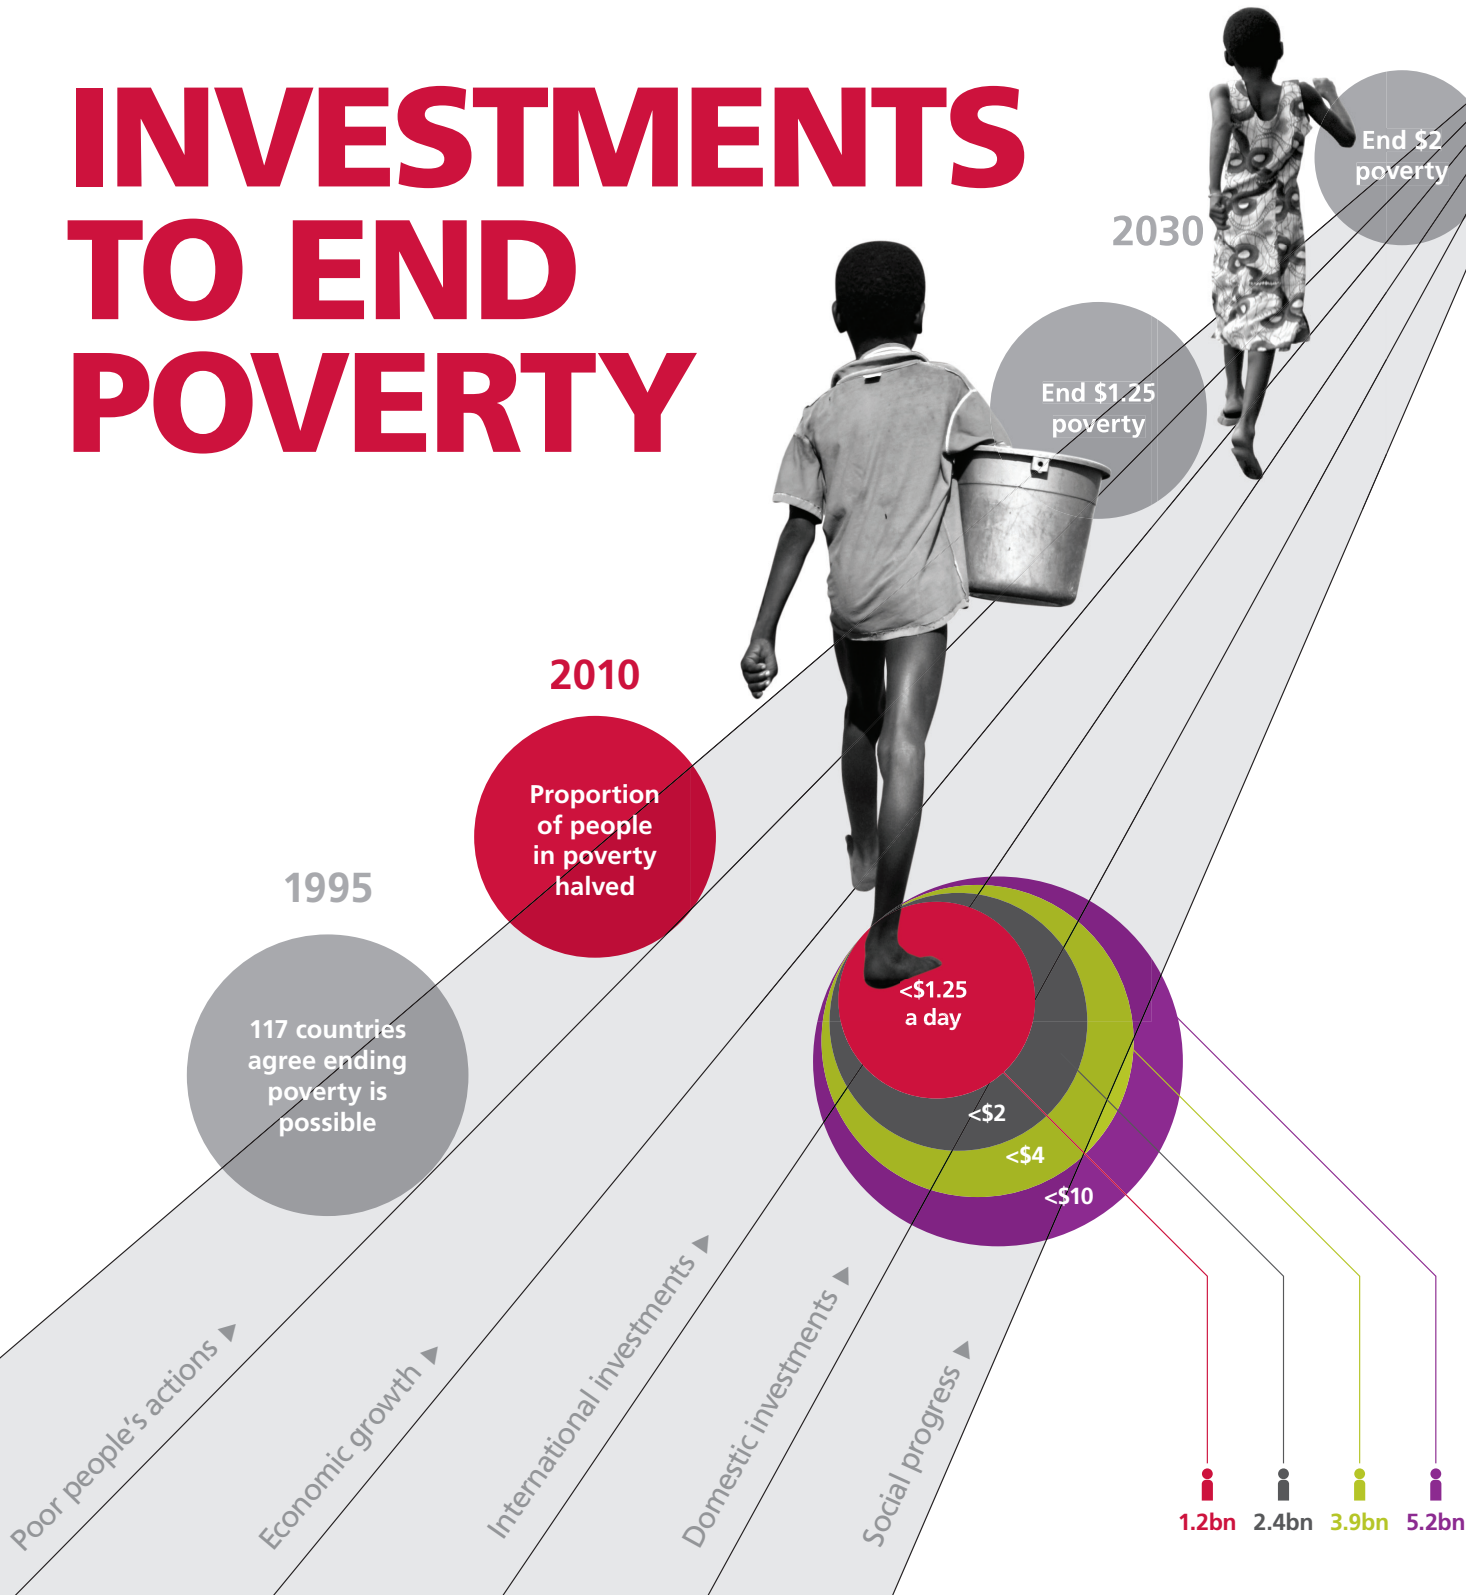 INVESTMENTS
TO END
POVERTY
End $2
poverty
2030
End $1.25
poverty
2010
Proportion
of people
in poverty
halved
1995
117 countries
agree ending
poverty is
possible
<$1.25
a day
<$2
<$4
<$10
Poor people's actions
Economic growth
International investments
Domestic investments
Social progress
1.2bn
2.4bn
3.9bn
5.2bn